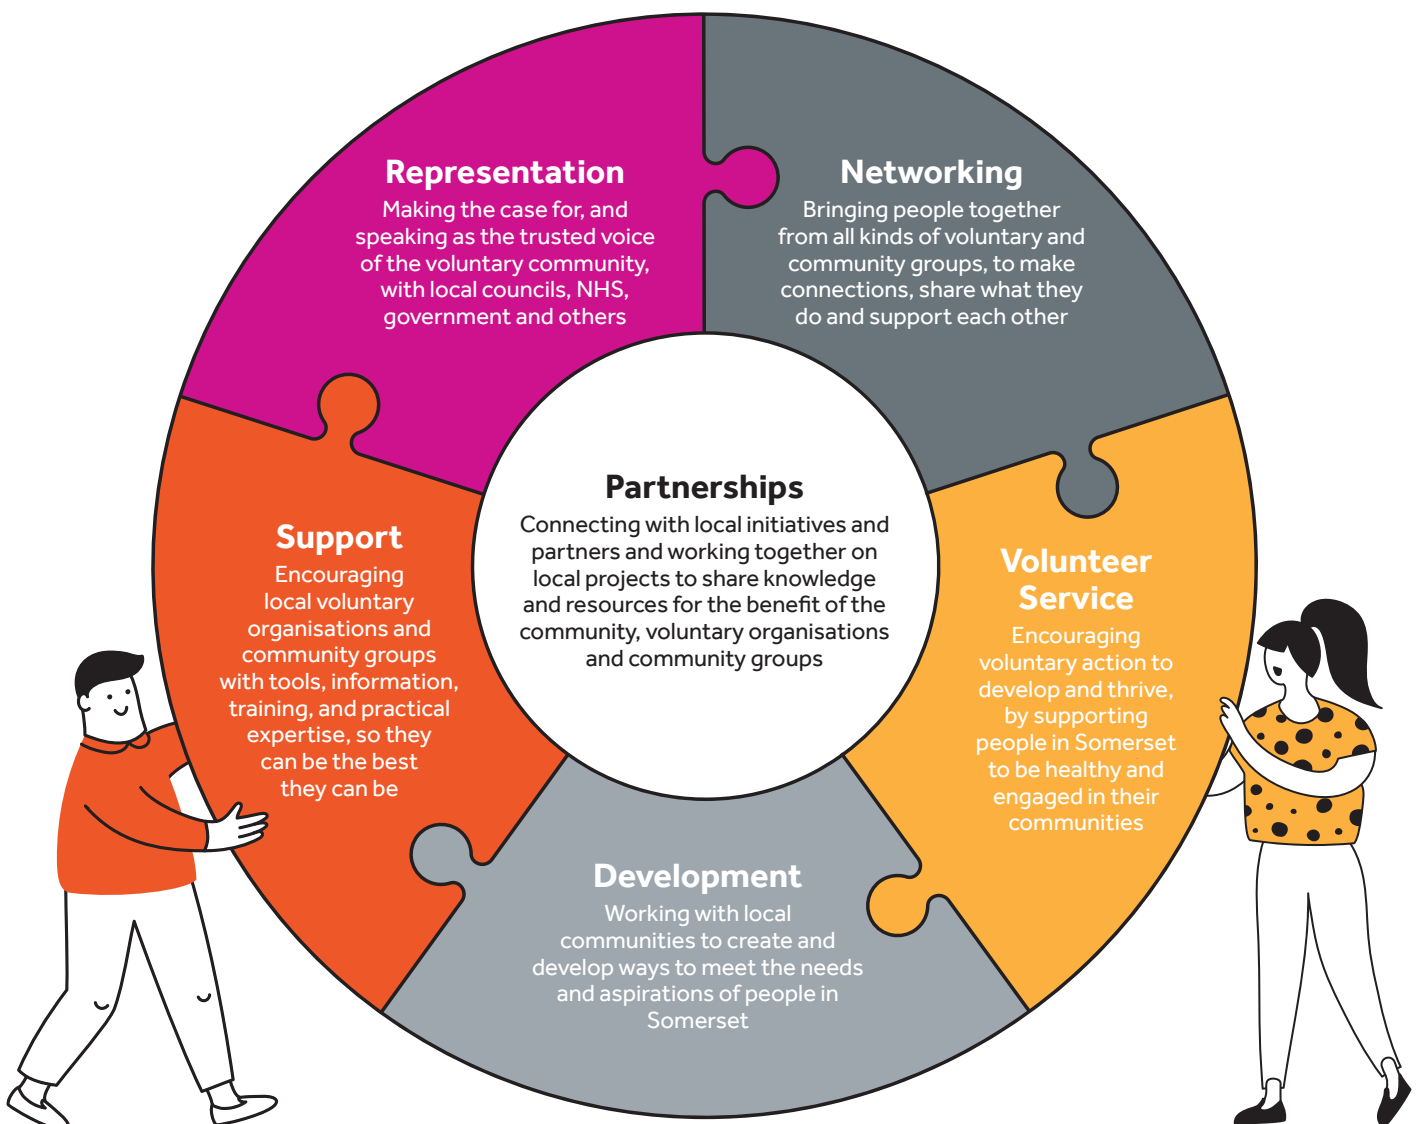 Representation
Making the case for, and
speaking as the trusted voice
of the voluntary community,
with local councils, NHS,
government and others
Networking
Bringing people together
from all kinds of voluntary and
community groups, to make
connections, share what they
do and support each other
Partnerships
Connecting with local initiatives and
partners and working together on
local projects to share knowledge
and resources for the benefit of the
community, voluntary organisations
and community groups
Support
Encouraging
local voluntary
organisations and
community groups
with tools, information,
training, and practical
expertise, so they
can be the best
they can be
Volunteer
Service
Encouraging
voluntary action to
develop and thrive,
by supporting
people in Somerset
to be healthy and
engaged in their
communities
Development
Working with local
communities to create and
develop ways to meet the needs
and aspirations of people in
Somerset